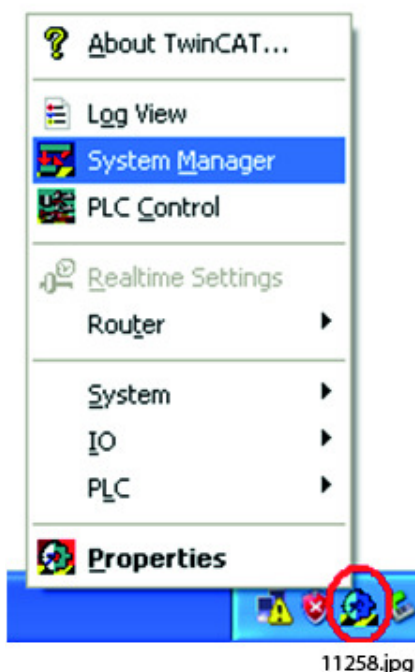 About TwinCAT...
Log View
System Manager
PLC Control
Realtime Settings
Router
System
IO
PLC
Properties
11258.jpg